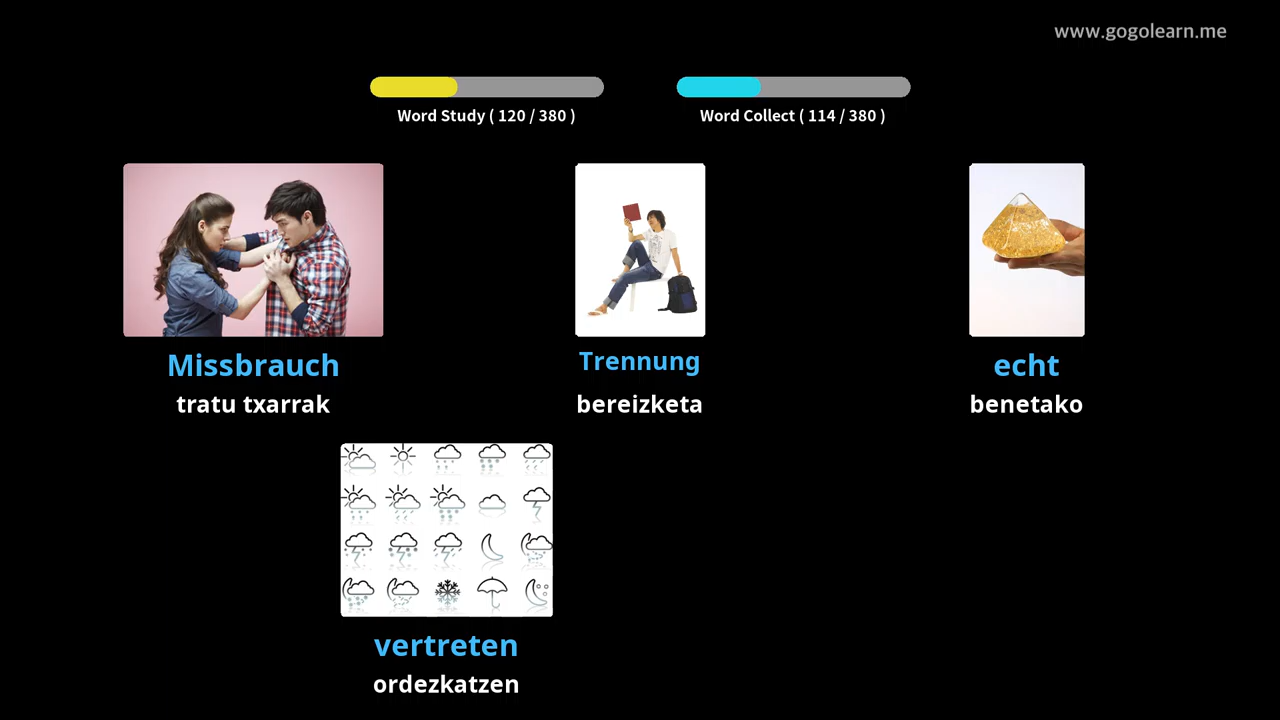 www.gogolearn.me
Word Study ( 120 / 380 )
Word Collect ( 114 / 380 )
Missbrauch
tratu txarrak
Trennung
bereizketa
echt
benetako
vertreten
ordezkatzen